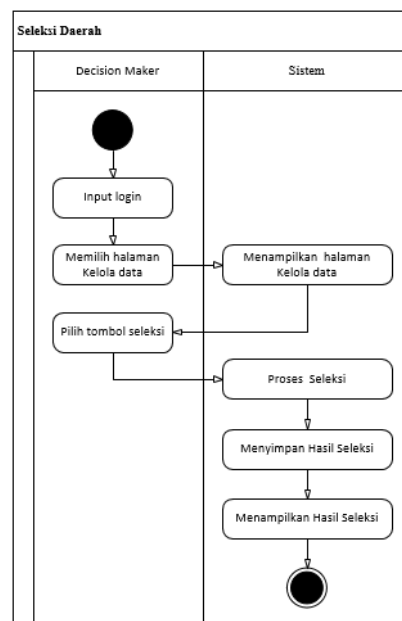 Seleksi Daerah
Decision Maker
Sistem
Input login
Memilih halaman
Kelola data
Menampilkan halaman
Kelola data
Pilih tombol seleksi
Proses Seleksi
Menyimpan Hasil Seleksi
Menampilkan Hasil Seleksi